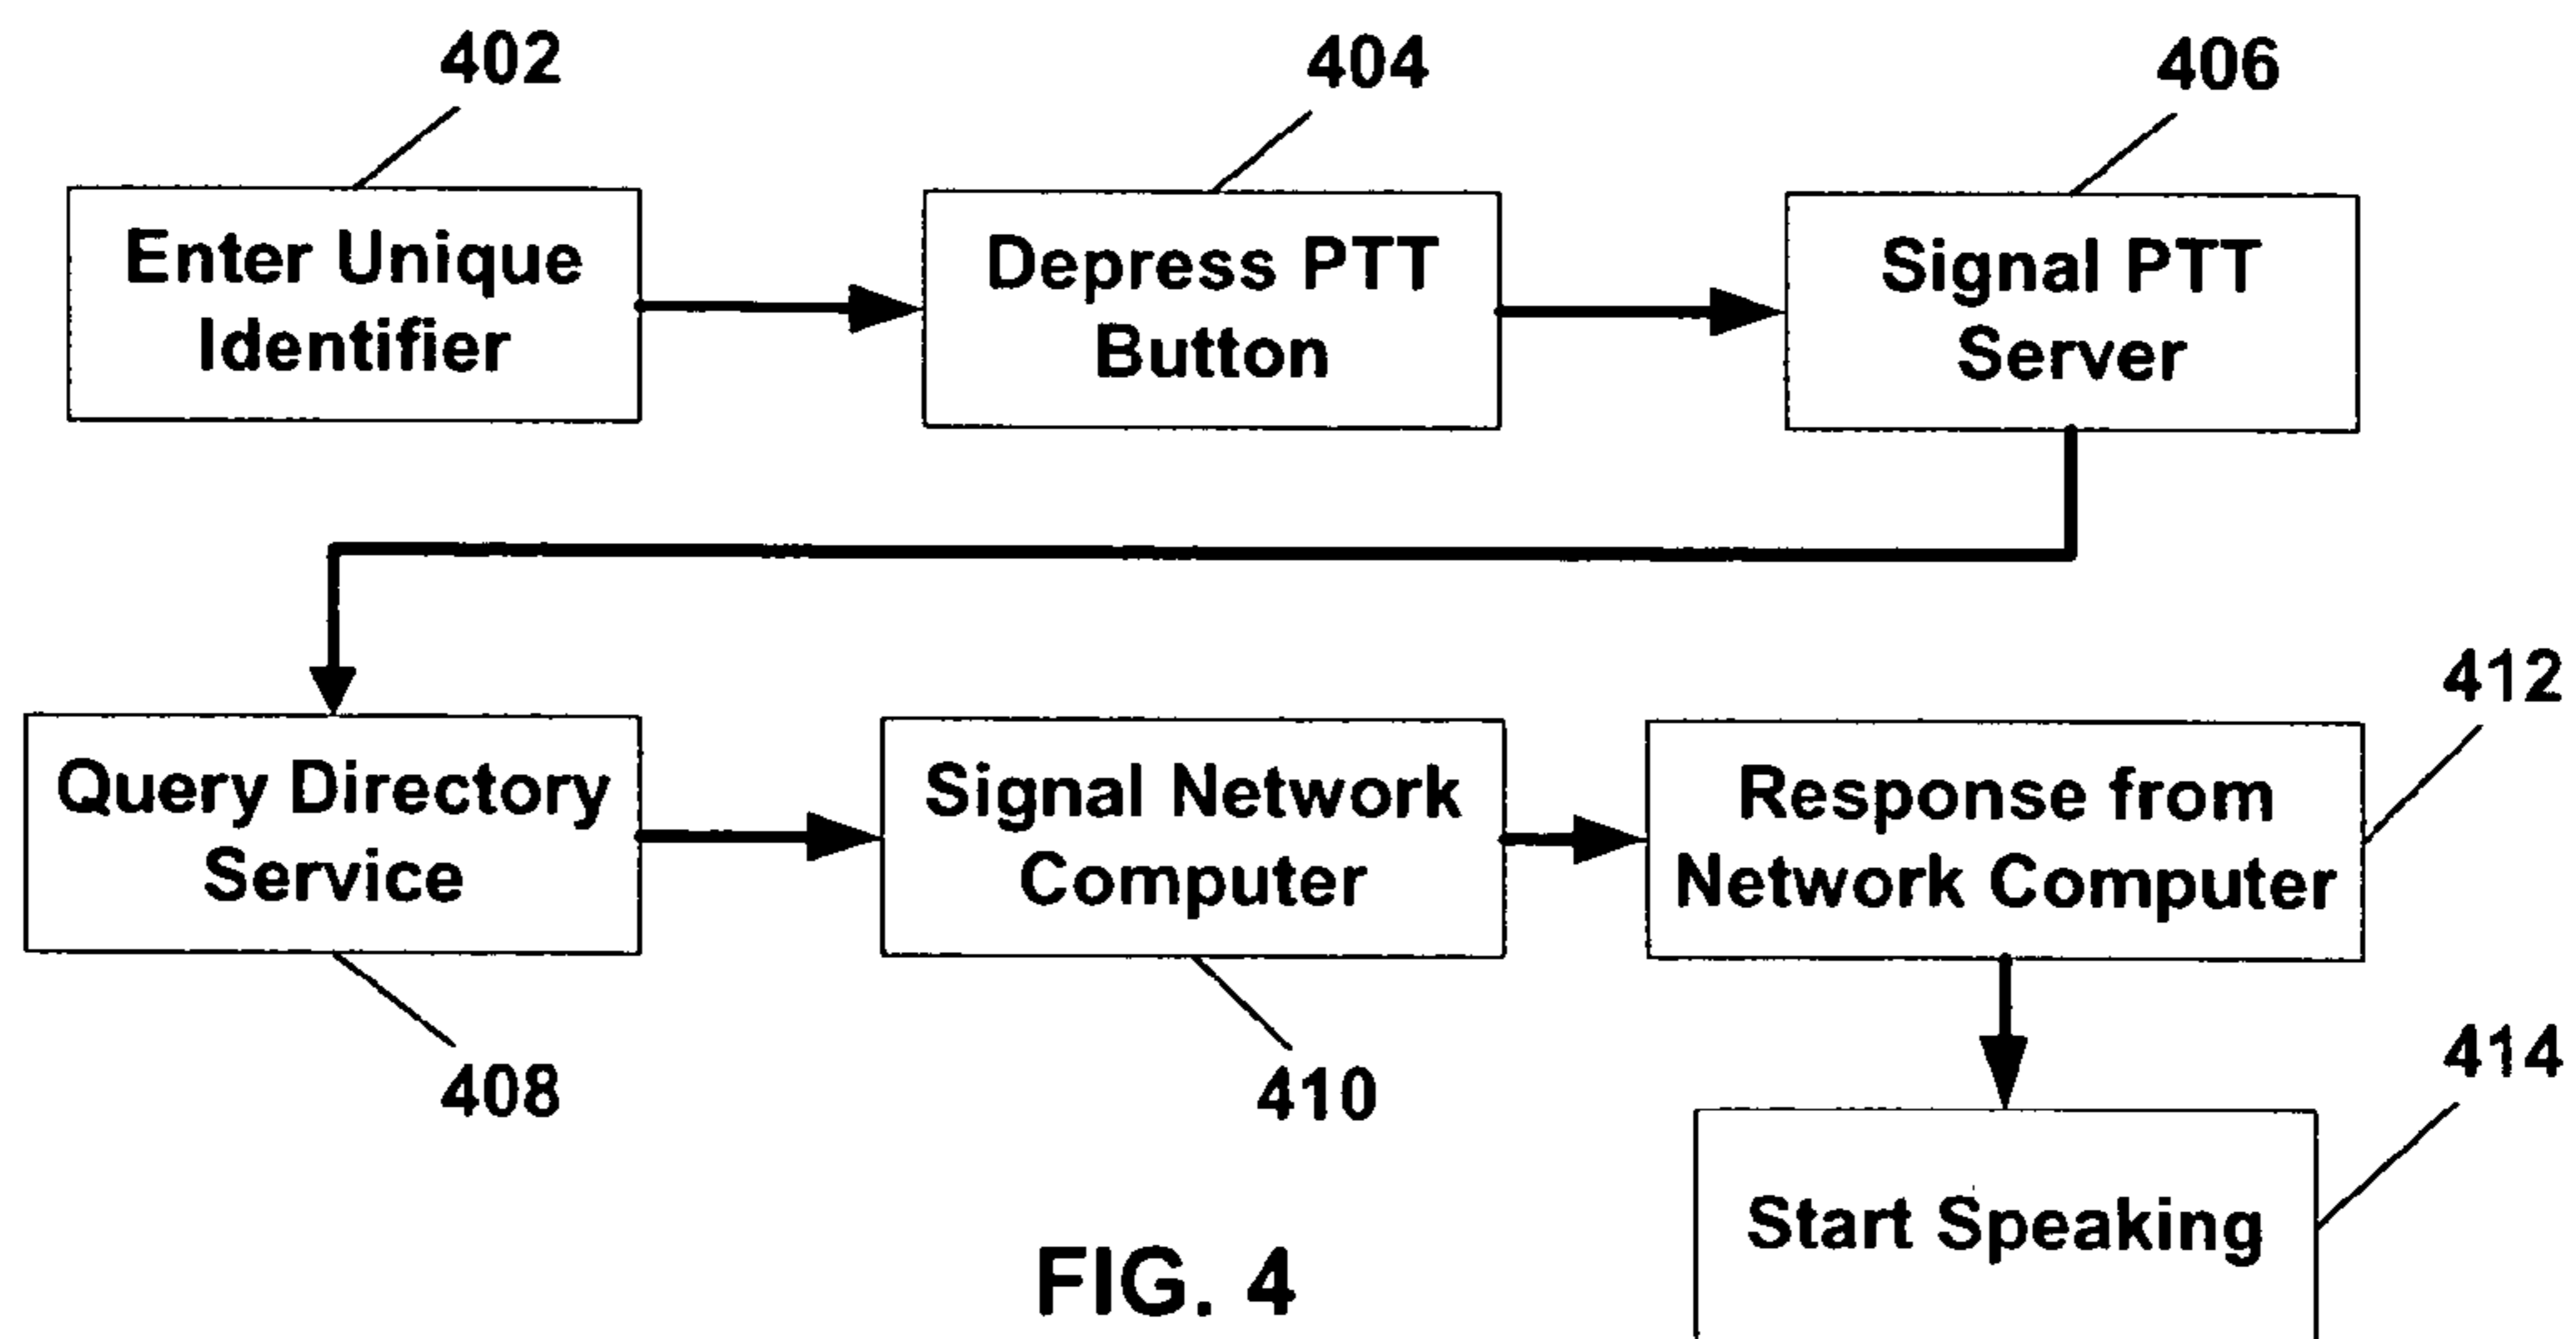 402
404
406
Enter Unique
Identifier
Depress PTT
Button
Signal PTT
Server
412
Query Directory
Service
Signal Network
Computer
Response from
Network Computer
408
410
414
Start Speaking
FIG. 4